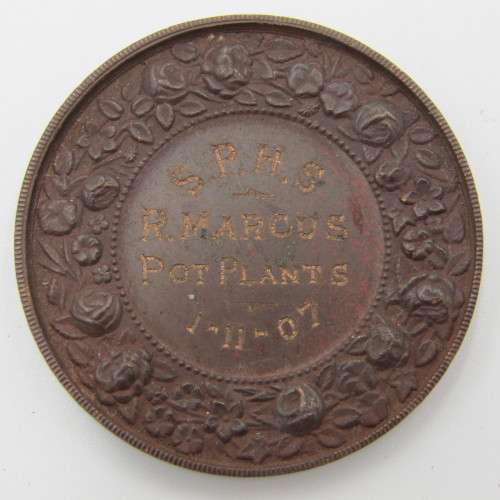 S.P.H.S
R. MARCUS
POT PLANTS
1-11-07